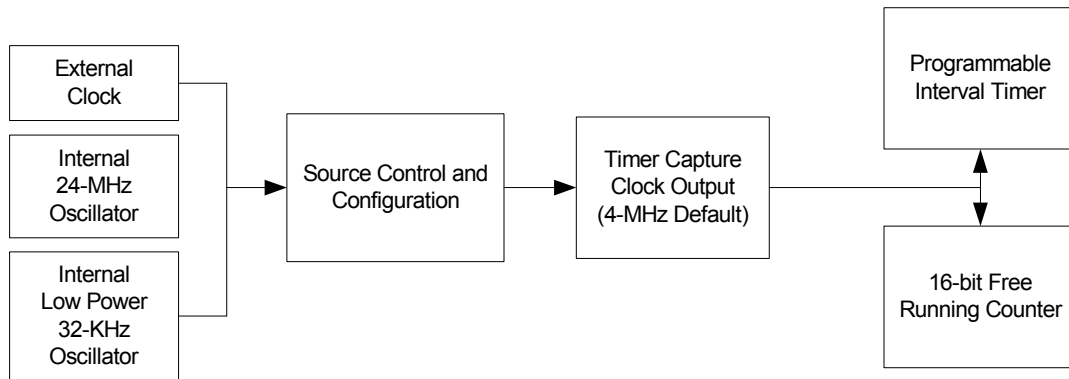 External
Clock
Internal
24-MHz
Oscillator
Internal
Low Power
32-KHz
Oscillator
Source Control and
Configuration
Timer Capture
Clock Output
(4-MHz Default)
Programmable
Interval Timer
16-bit Free
Running Counter